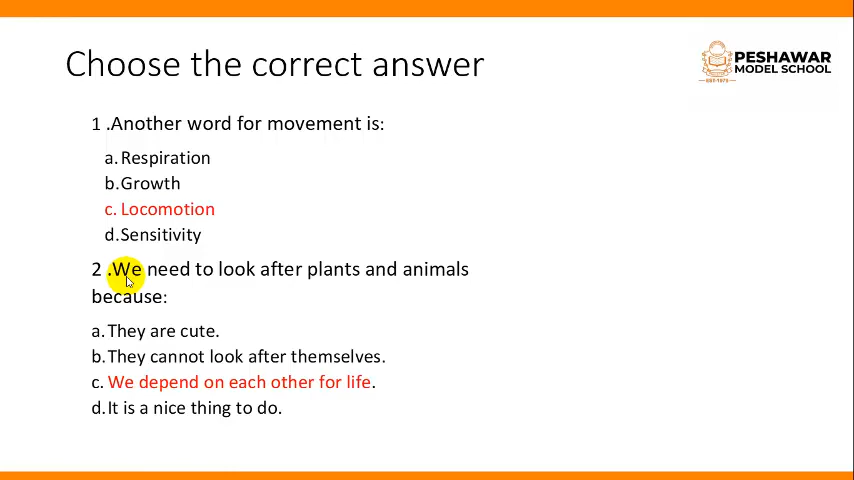 Choose the correct answer
PESHAWAR
MODEL SCHOOL
1 .Another word for movement is:
a. Respiration
b.Growth
c. Locomotion
d.Sensitivity
2 .We need to look after plants and animals
because:
a. They are cute.
b. They cannot look after themselves.
c. We depend on each other for life.
d. It is a nice thing to do.